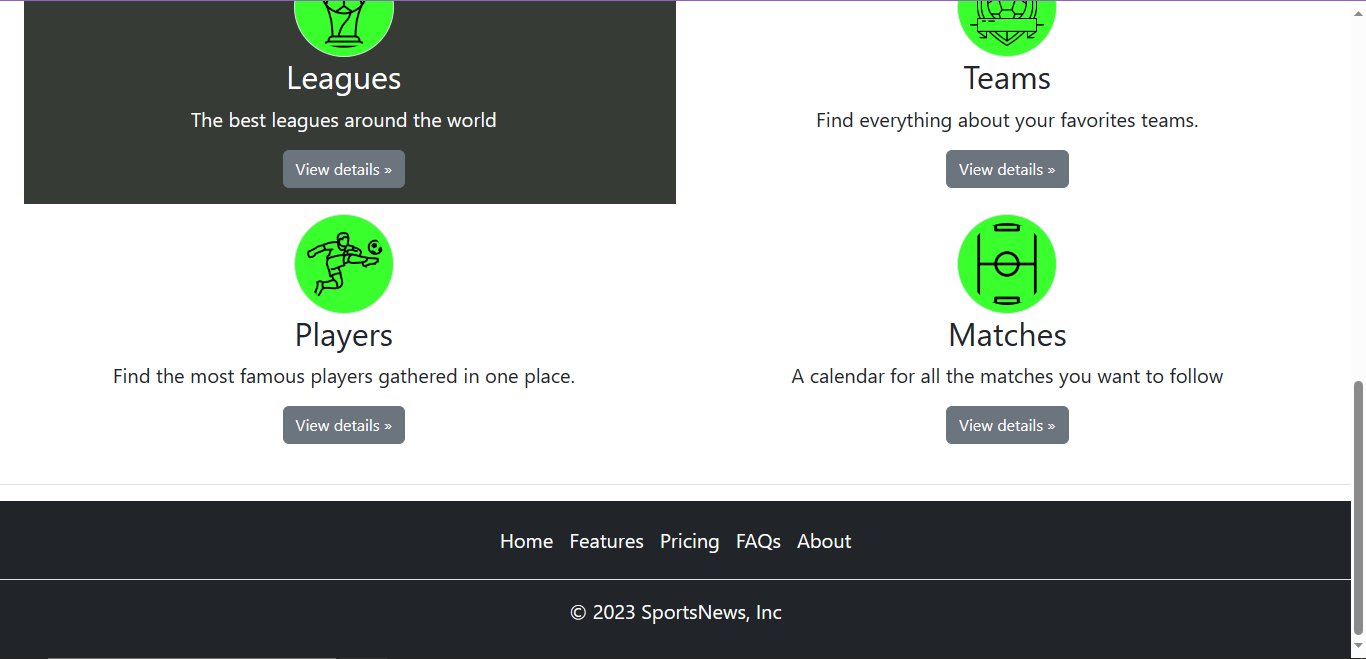 Leagues
The best leagues around the world
View details »
Teams
Find everything about your favorites teams.
View details »
Players
Find the most famous players gathered in one place.
View details »
Matches
A calendar for all the matches you want to follow
View details »
Home Features Pricing FAQs About
© 2023 SportsNews, Inc